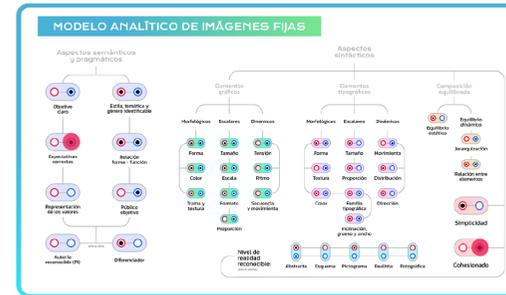 MODELO ANALÍTICO DE IMÁGENES FIJAS
Aspectos semánticos
y pragmáticos
Objetivo
claro
Estilo, temática y
género identificable
Expectativas
correctas
Relación
forma - función
Representación
de los valores
Público
objetivo
Autoría
reconocible (PI)
Diferenciador
Aspectos
sintácticos
Elementos
gráficos
Morfológicos
Escalares
Dinámicos
Forma
Tamaño
Tensión
Color
Escala
Ritmo
Trama y
textura
Formato
Secuencia
y movimiento
Proporción
Elementos
tipográficos
Morfológicos
Escalares
Dinámicos
Forma
Tamaño
Movimiento
Textura
Proporción
Distribución
Color
Familia
tipográfica
Dirección
Inclinación,
grueso y ancho
Composición
equilibrada
Equilibrio
estático
Equilibrio
dinámico
Jerarquización
Relación entre
elementos
Simplicidad
Cohesionado
Nivel de
realidad
reconocible
Abstracta
Esquema
Pictograma
Realista
Fotográfica